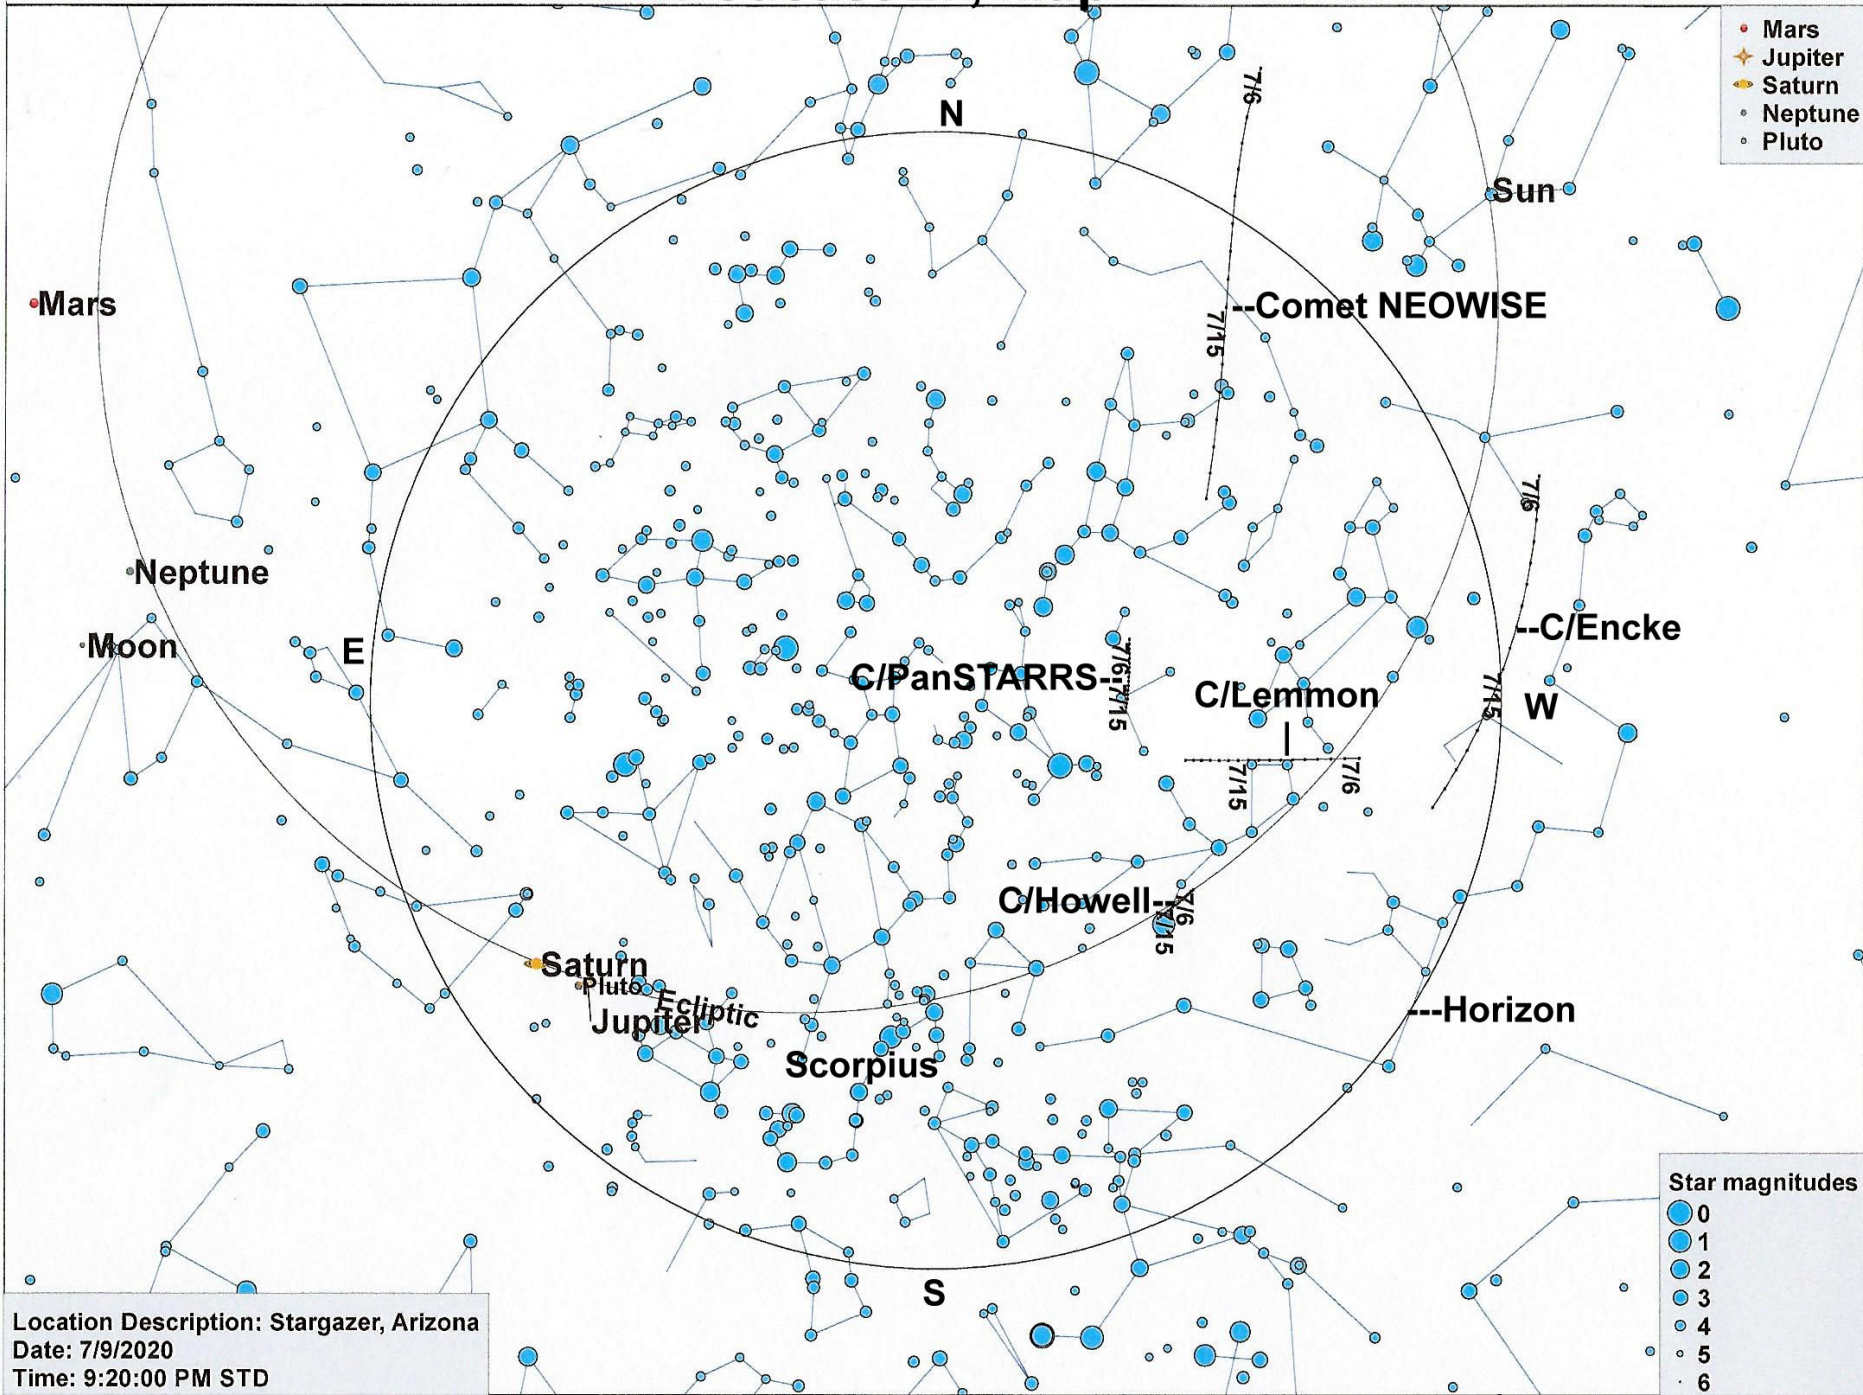 Mars
Jupiter
Saturn
Neptune
Pluto
N
7/6
Sun
Mars
--Comet NEOWISE
7/15
7/6
Neptune
--C/Encke
Moon
E
C/PanSTARRS--
7/6
7/15
C/Lemmon
7/15
W
7/15
7/6
C/Howell--
7/6
7/15
Saturn
Pluto
Ecliptic
Jupiter
---Horizon
Scorpius
S
Star magnitudes
0
1
2
3
4
5
6
Location Description: Stargazer, Arizona
Date: 7/9/2020
Time: 9:20:00 PM STD